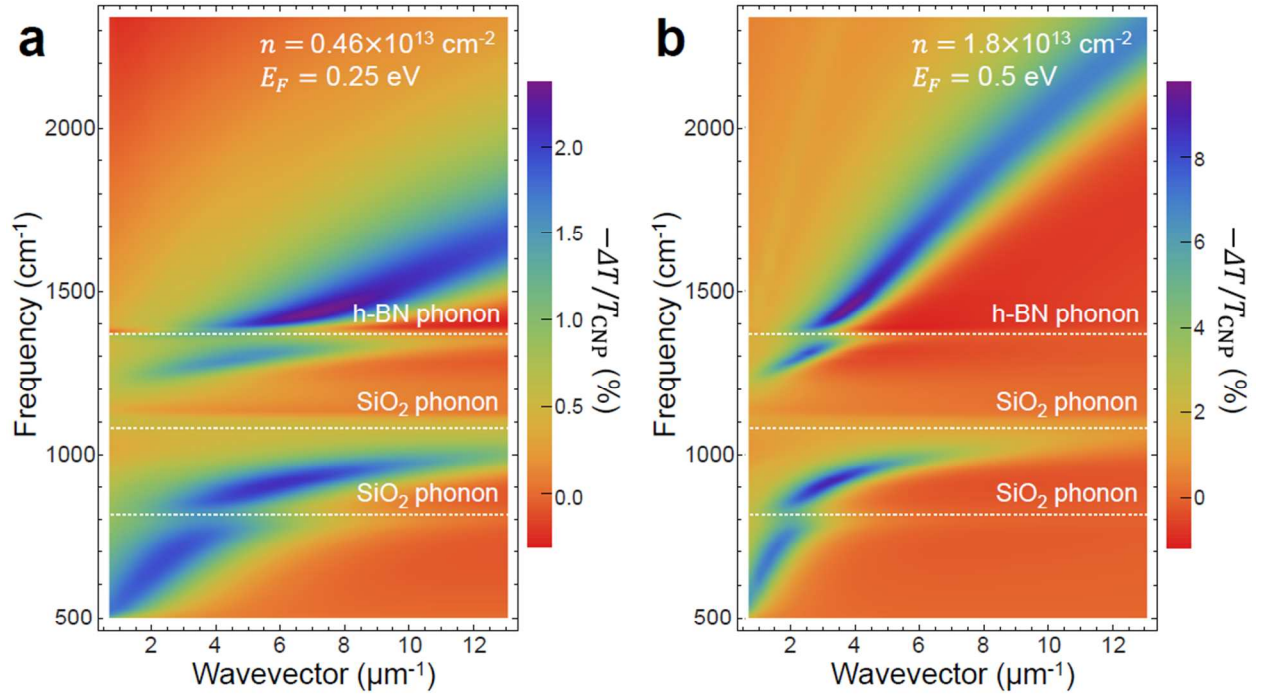 a
n = 0.46×10¹³ cm⁻²
E_F = 0.25 eV
h-BN phonon
SiO₂ phonon
SiO₂ phonon
2000
1500
1000
500
Frequency (cm⁻¹)
2 4 6 8 10 12
Wavevector (μm⁻¹)
2.0
1.5
1.0
0.5
0.0
−ΔT/T_CNP (%)
b
n = 1.8×10¹³ cm⁻²
E_F = 0.5 eV
h-BN phonon
SiO₂ phonon
SiO₂ phonon
2000
1500
1000
500
Frequency (cm⁻¹)
2 4 6 8 10 12
Wavevector (μm⁻¹)
8
6
4
2
0
−ΔT/T_CNP (%)